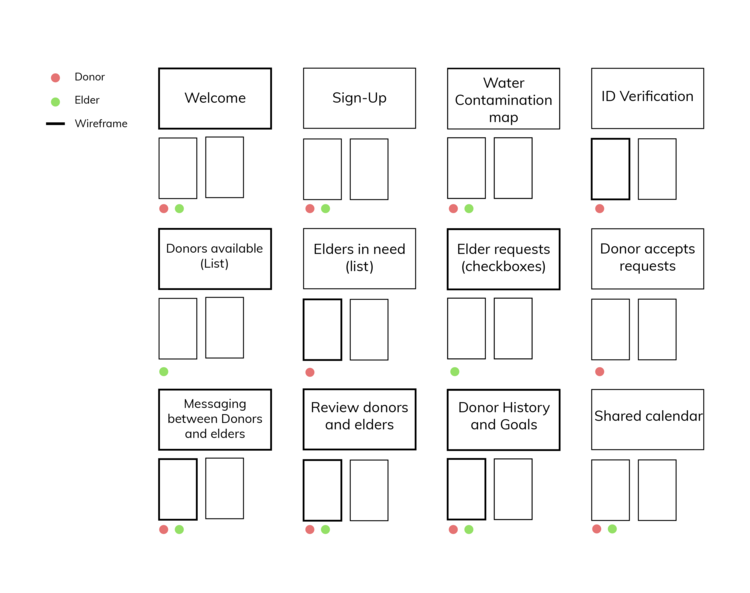 Donor
Elder
Wireframe
Welcome
Sign-Up
Water
Contamination
map
ID Verification
Donors available
(List)
Elders in need
(list)
Elder requests
(checkboxes)
Donor accepts
requests
Messaging
between Donors
and elders
Review donors
and elders
Donor History
and Goals
Shared calendar